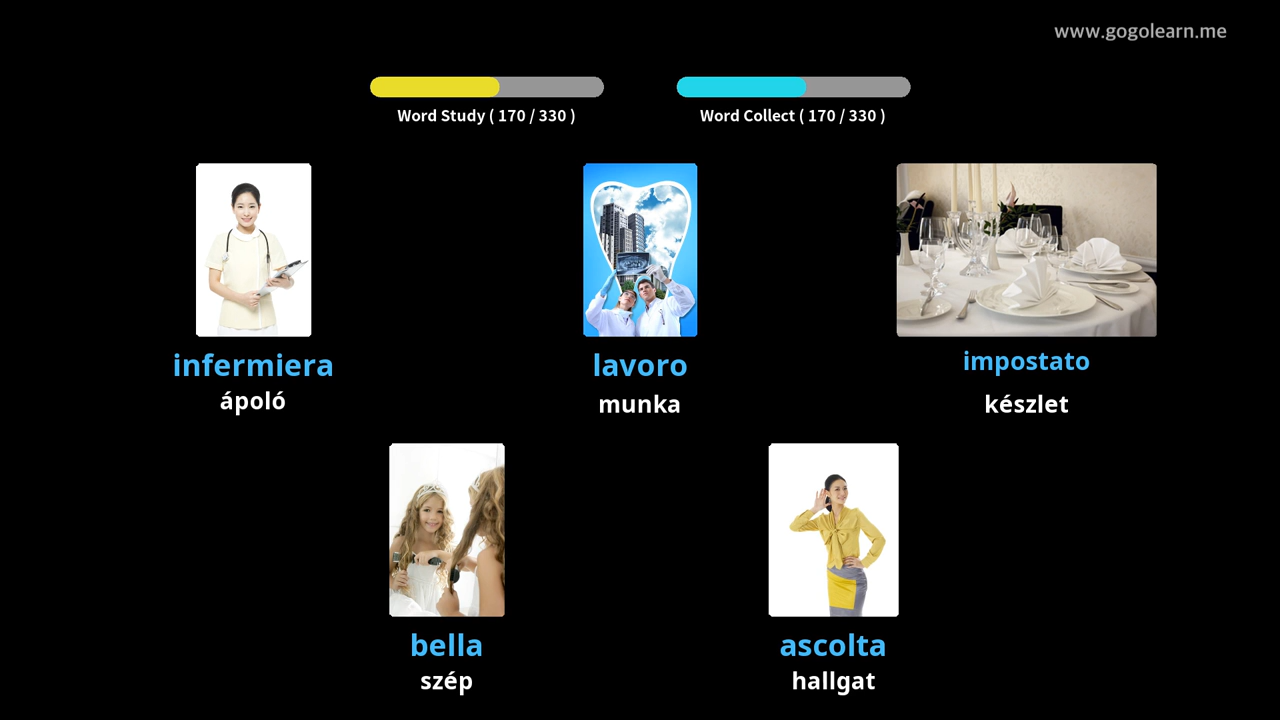 www.gogolearn.me
Word Study ( 170 / 330 )
Word Collect ( 170 / 330 )
infermiera
ápoló
lavoro
munka
impostato
készlet
bella
szép
ascolta
hallgat